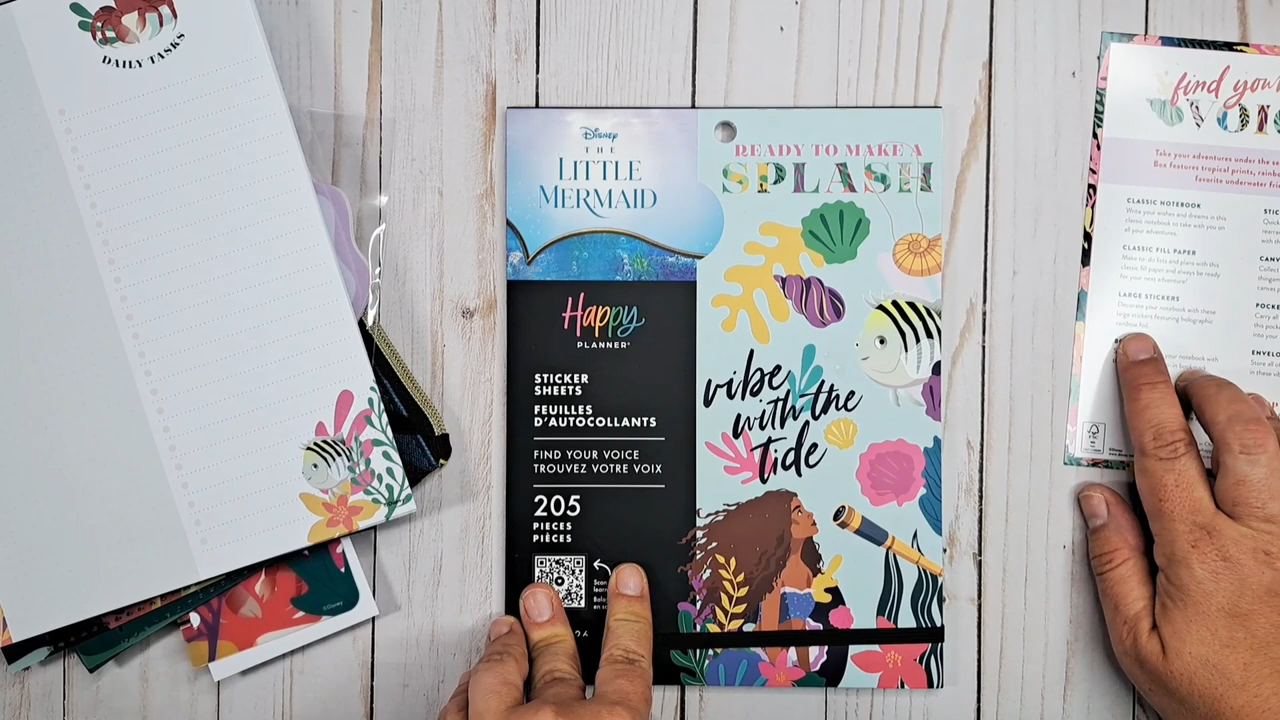 DAILY TASKS
©Disney
Disney
THE
LITTLE
MERMAID
Happy
PLANNER®
STICKER
SHEETS
FEUILLES
D'AUTOCOLLANTS
FIND YOUR VOICE
TROUVEZ VOTRE VOIX
205
PIECES
PIÈCES
READY TO MAKE A
SPLASH
vibe
with the
tide
find your
Take your adventures under the
Box features tropical prints,
favorite underwater
CLASSIC NOTEBOOK
Write your wishes and dreams in this
classic notebook to take with you on
all your adventures.
CLASSIC FILL PAPER
Make to-do lists and plans with this
classic fill paper and always be ready
for your next adventure!
LARGE STICKERS
Decorate your notebook with these
large stickers featuring holographic
rainbow foil.
your notebook with
FSC